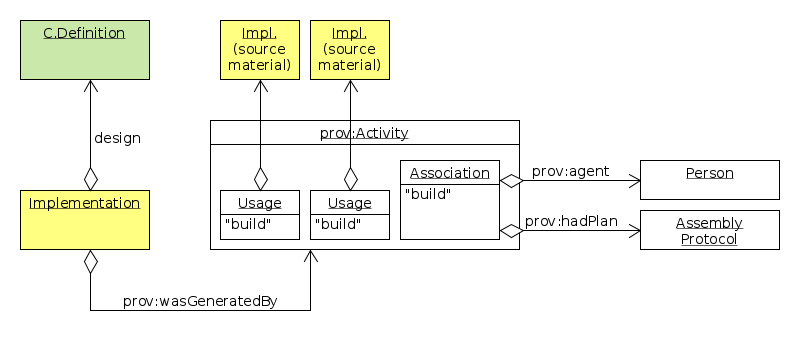 C.Definition
Impl.
(source
material)
Impl.
(source
material)
design
prov:Activity
Implementation
Usage
"build"
Usage
"build"
Association
"build"
prov:agent
Person
prov:hadPlan
Assembly
Protocol
prov:wasGeneratedBy